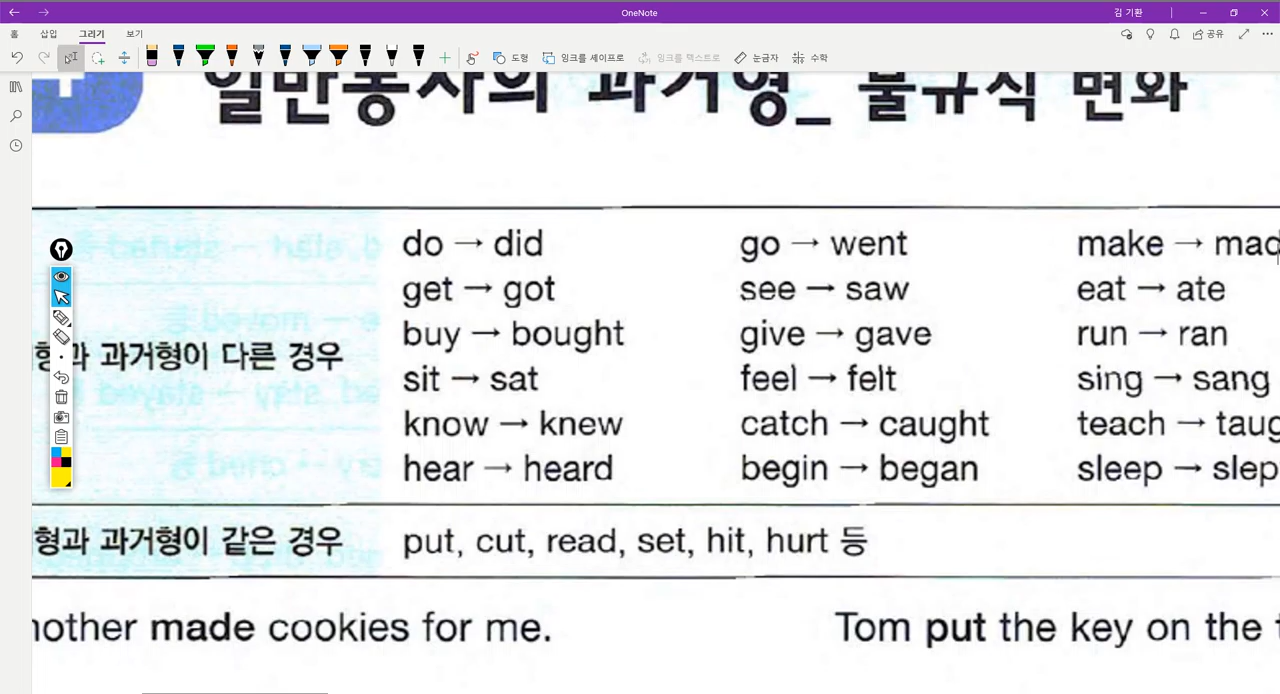 OneNote
김 기환
홈 삽입 그리기 보기
공유
도형 잉크를 셰이프로 잉크를 텍스트로 눈금자 수학
일반동사의 과거형_ 불규칙 변화
do → did go → went make →
get → got see → saw eat → ate
buy → bought give → gave run → ran
형과 과거형이 다른 경우
sit → sat feel → felt sing → sang
know → knew catch → caught teach →
hear → heard begin → began sleep →
형과 과거형이 같은 경우 put, cut, read, set, hit, hurt 등
made cookies for me. Tom put the key on the